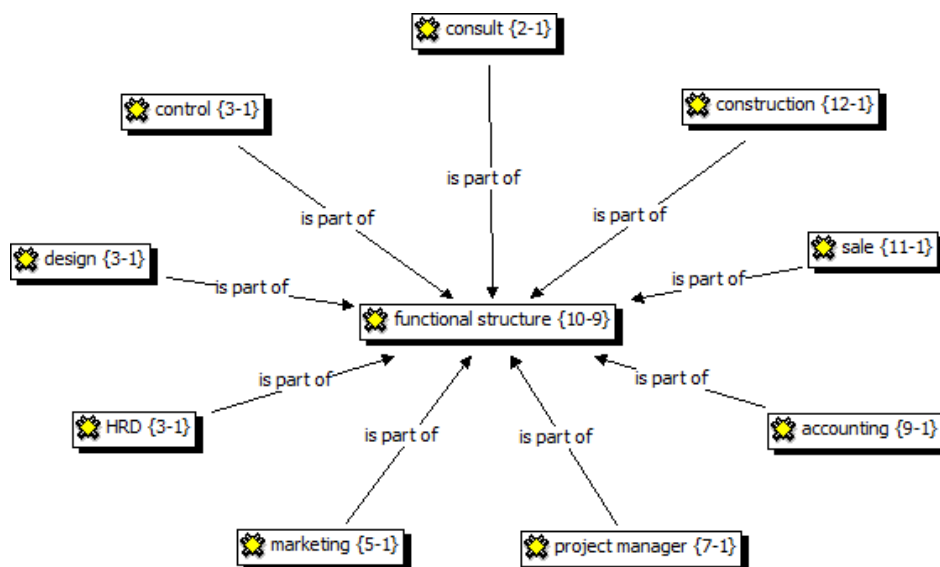 consult {2-1}
control {3-1}
construction {12-1}
is part of
is part of
is part of
design {3-1}
sale {11-1}
is part of
is part of
functional structure {10-9}
is part of
is part of
HRD {3-1}
accounting {9-1}
is part of
is part of
marketing {5-1}
project manager {7-1}